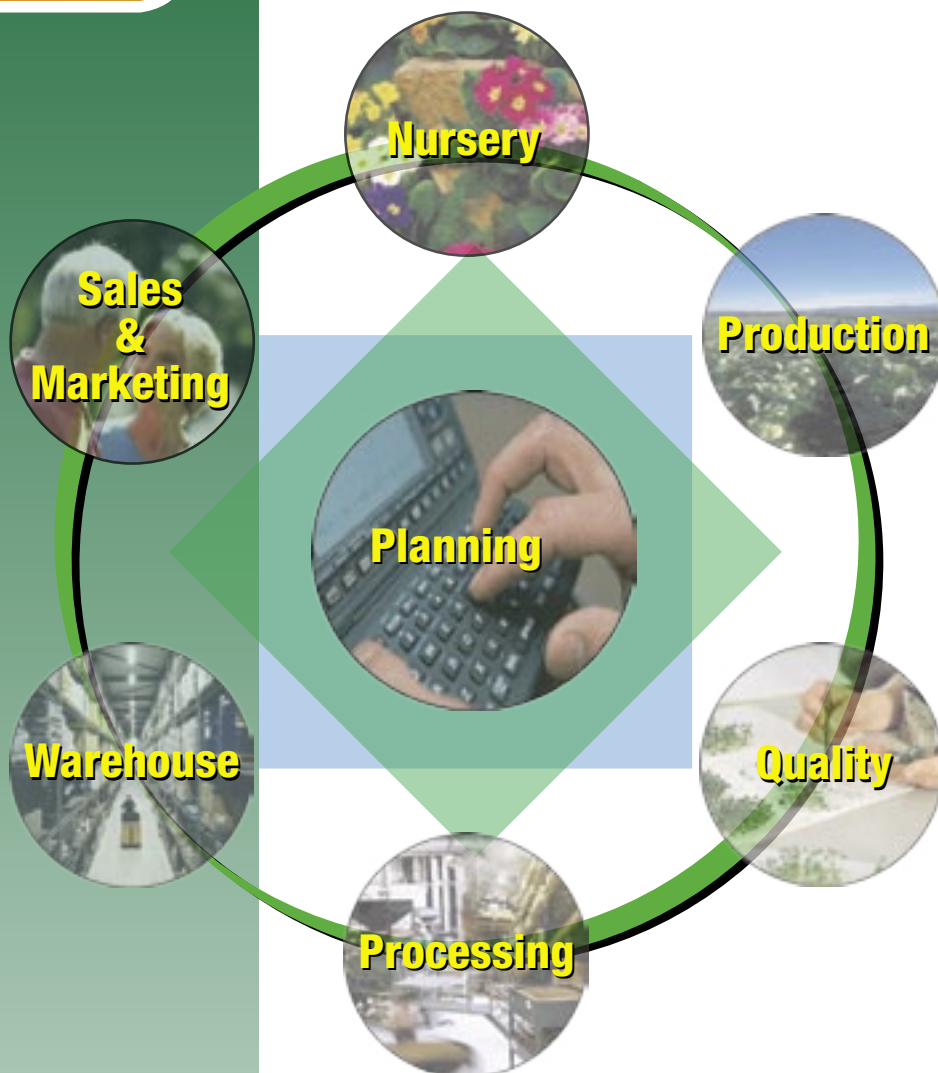 Nursery
Production
Sales
&
Marketing
Planning
Quality
Warehouse
Processing